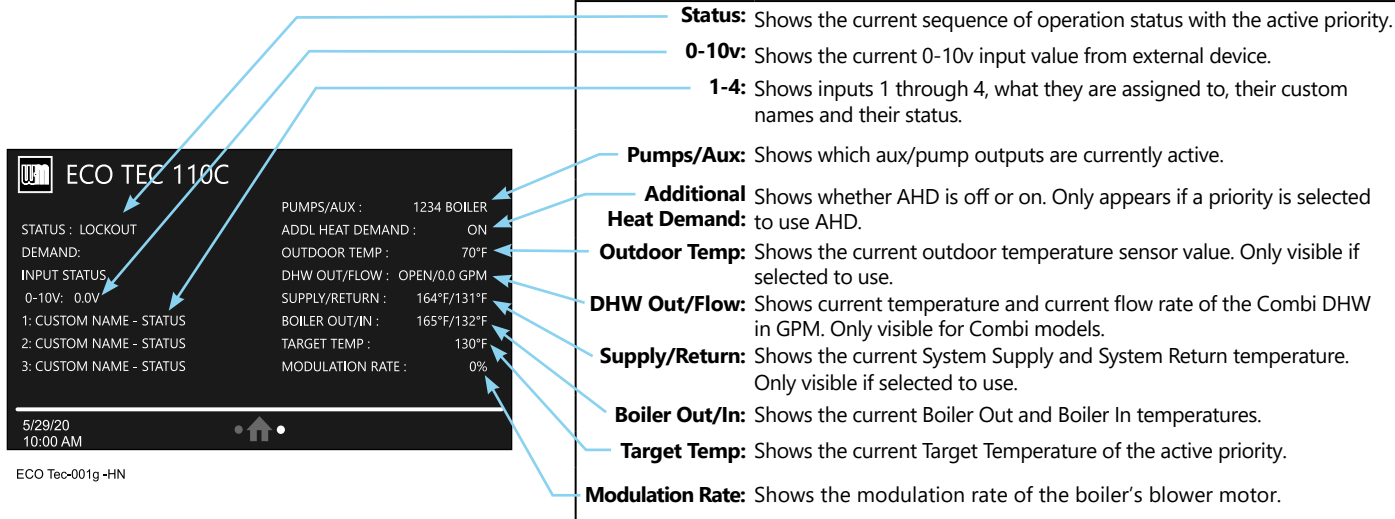 Status: Shows the current sequence of operation status with the active priority.
0-10v: Shows the current 0-10v input value from external device.
1-4: Shows inputs 1 through 4, what they are assigned to, their custom
names and their status.
Pumps/Aux: Shows which aux/pump outputs are currently active.
Additional Shows whether AHD is off or on. Only appears if a priority is selected
Heat Demand: to use AHD.
Outdoor Temp: Shows the current outdoor temperature sensor value. Only visible if
selected to use.
DHW Out/Flow: Shows current temperature and current flow rate of the Combi DHW
in GPM. Only visible for Combi models.
Supply/Return: Shows the current System Supply and System Return temperature.
Only visible if selected to use.
Boiler Out/In: Shows the current Boiler Out and Boiler In temperatures.
Target Temp: Shows the current Target Temperature of the active priority.
Modulation Rate: Shows the modulation rate of the boiler's blower motor.
WM ECO TEC 110C
STATUS : LOCKOUT
DEMAND:
INPUT STATUS
0-10V: 0.0V
1: CUSTOM NAME - STATUS
2: CUSTOM NAME - STATUS
3: CUSTOM NAME - STATUS
PUMPS/AUX : 1234 BOILER
ADDL HEAT DEMAND : ON
OUTDOOR TEMP : 70°F
DHW OUT/FLOW : OPEN/0.0 GPM
SUPPLY/RETURN : 164°F/131°F
BOILER OUT/IN : 165°F/132°F
TARGET TEMP : 130°F
MODULATION RATE : 0%
5/29/20
10:00 AM
ECO Tec-001g -HN